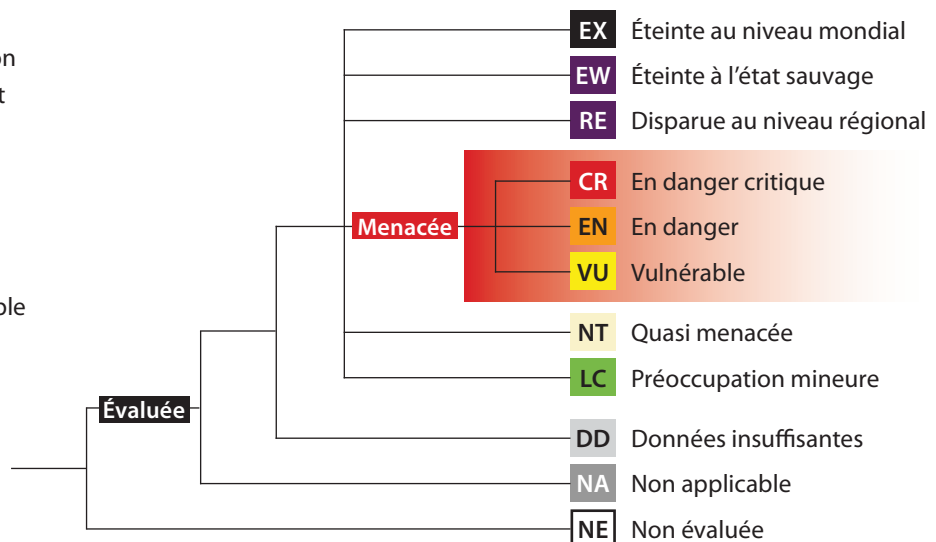 EX Éteinte au niveau mondial
EW Éteinte à l'état sauvage
RE Disparue au niveau régional
CR En danger critique
Menacée
EN En danger
VU Vulnérable
NT Quasi menacée
LC Préoccupation mineure
Évaluée
DD Données insuffisantes
NA Non applicable
NE Non évaluée